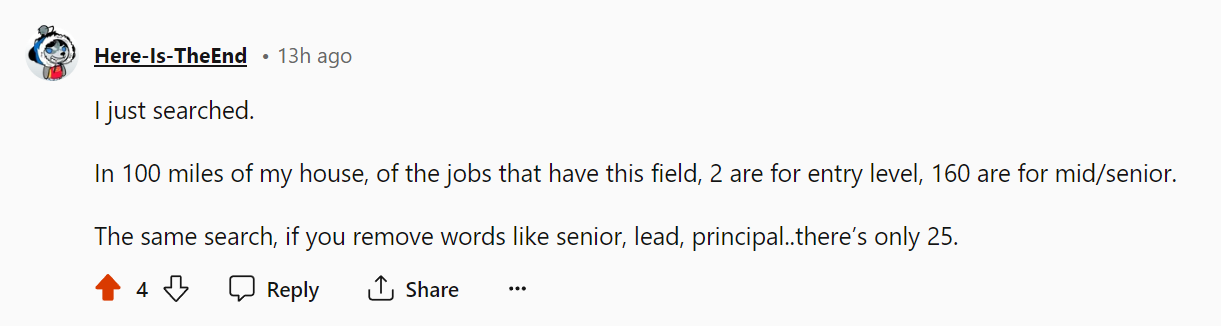 Here-Is-TheEnd • 13h ago
I just searched.
In 100 miles of my house, of the jobs that have this field, 2 are for entry level, 160 are for mid/senior.
The same search, if you remove words like senior, lead, principal..there’s only 25.
4 Reply Share ···